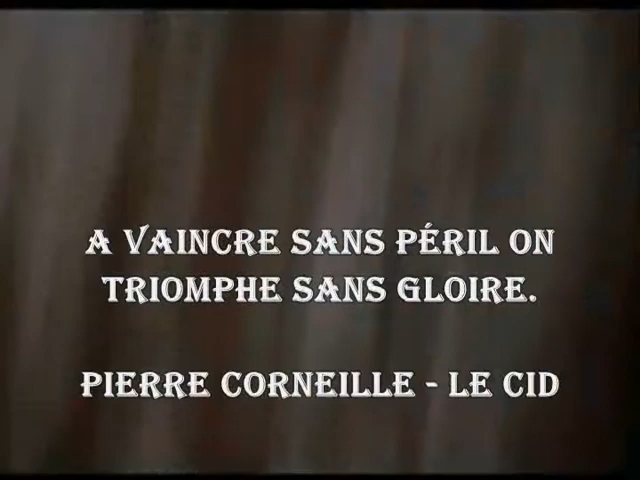 A VAINCRE SANS PÉRIL ON
TRIOMPHE SANS GLOIRE.
PIERRE CORNEILLE - LE CID